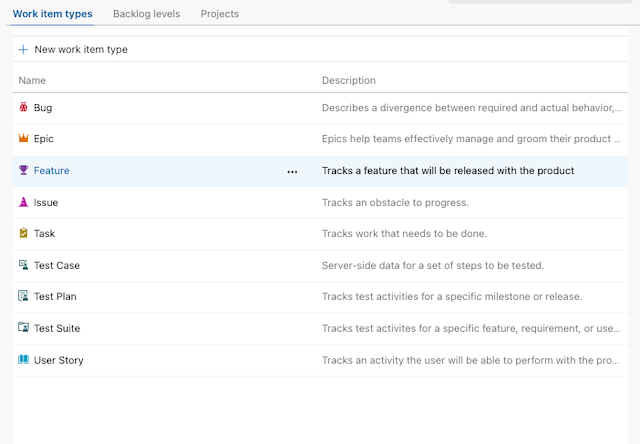 Work item types Backlog levels Projects
+ New work item type
Name Description
Bug Describes a divergence between required and actual behavior,...
Epic Epics help teams effectively manage and groom their product ...
Feature ... Tracks a feature that will be released with the product
Issue Tracks an obstacle to progress.
Task Tracks work that needs to be done.
Test Case Server-side data for a set of steps to be tested.
Test Plan Tracks test activities for a specific milestone or release.
Test Suite Tracks test activites for a specific feature, requirement, or use...
User Story Tracks an activity the user will be able to perform with the pro...